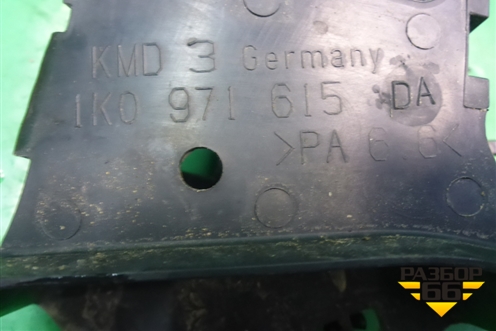 KMD 3 Germany
1K0 971 615 DA
>PA 6.6<
РАЗБОР
66